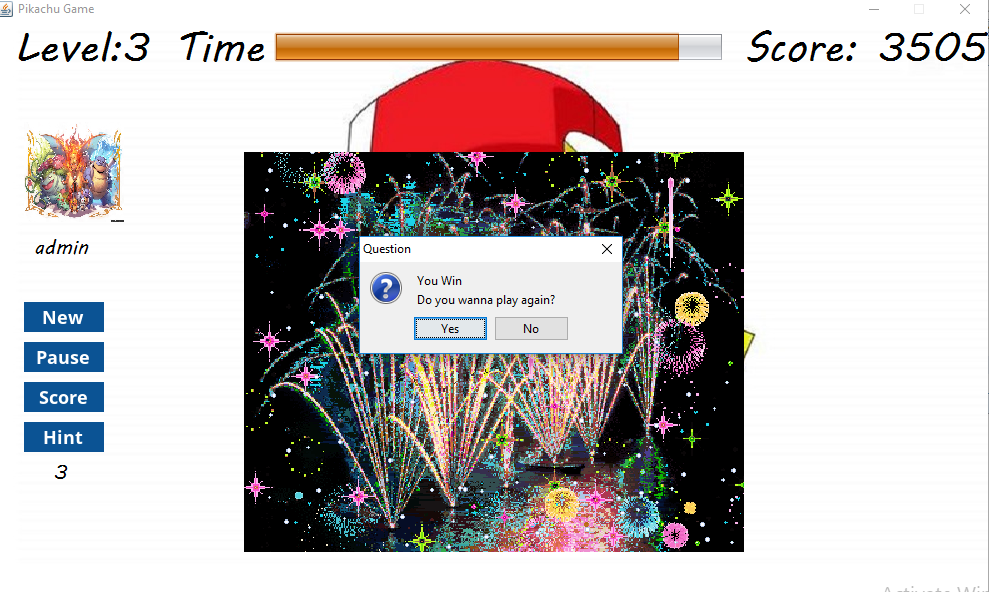 Pikachu Game
Level:3 Time Score: 3505
admin
New
Pause
Score
Hint
3
Question
You Win
Do you wanna play again?
Yes No